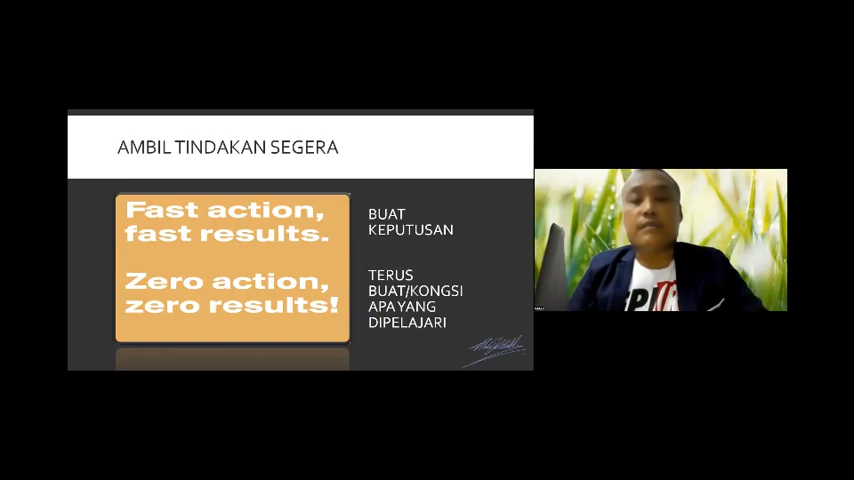 AMBIL TINDAKAN SEGERA
Fast action,
fast results.
Zero action,
zero results!
BUAT
KEPUTUSAN
TERUS
BUAT/KONGSI
APA YANG
DIPELAJARI